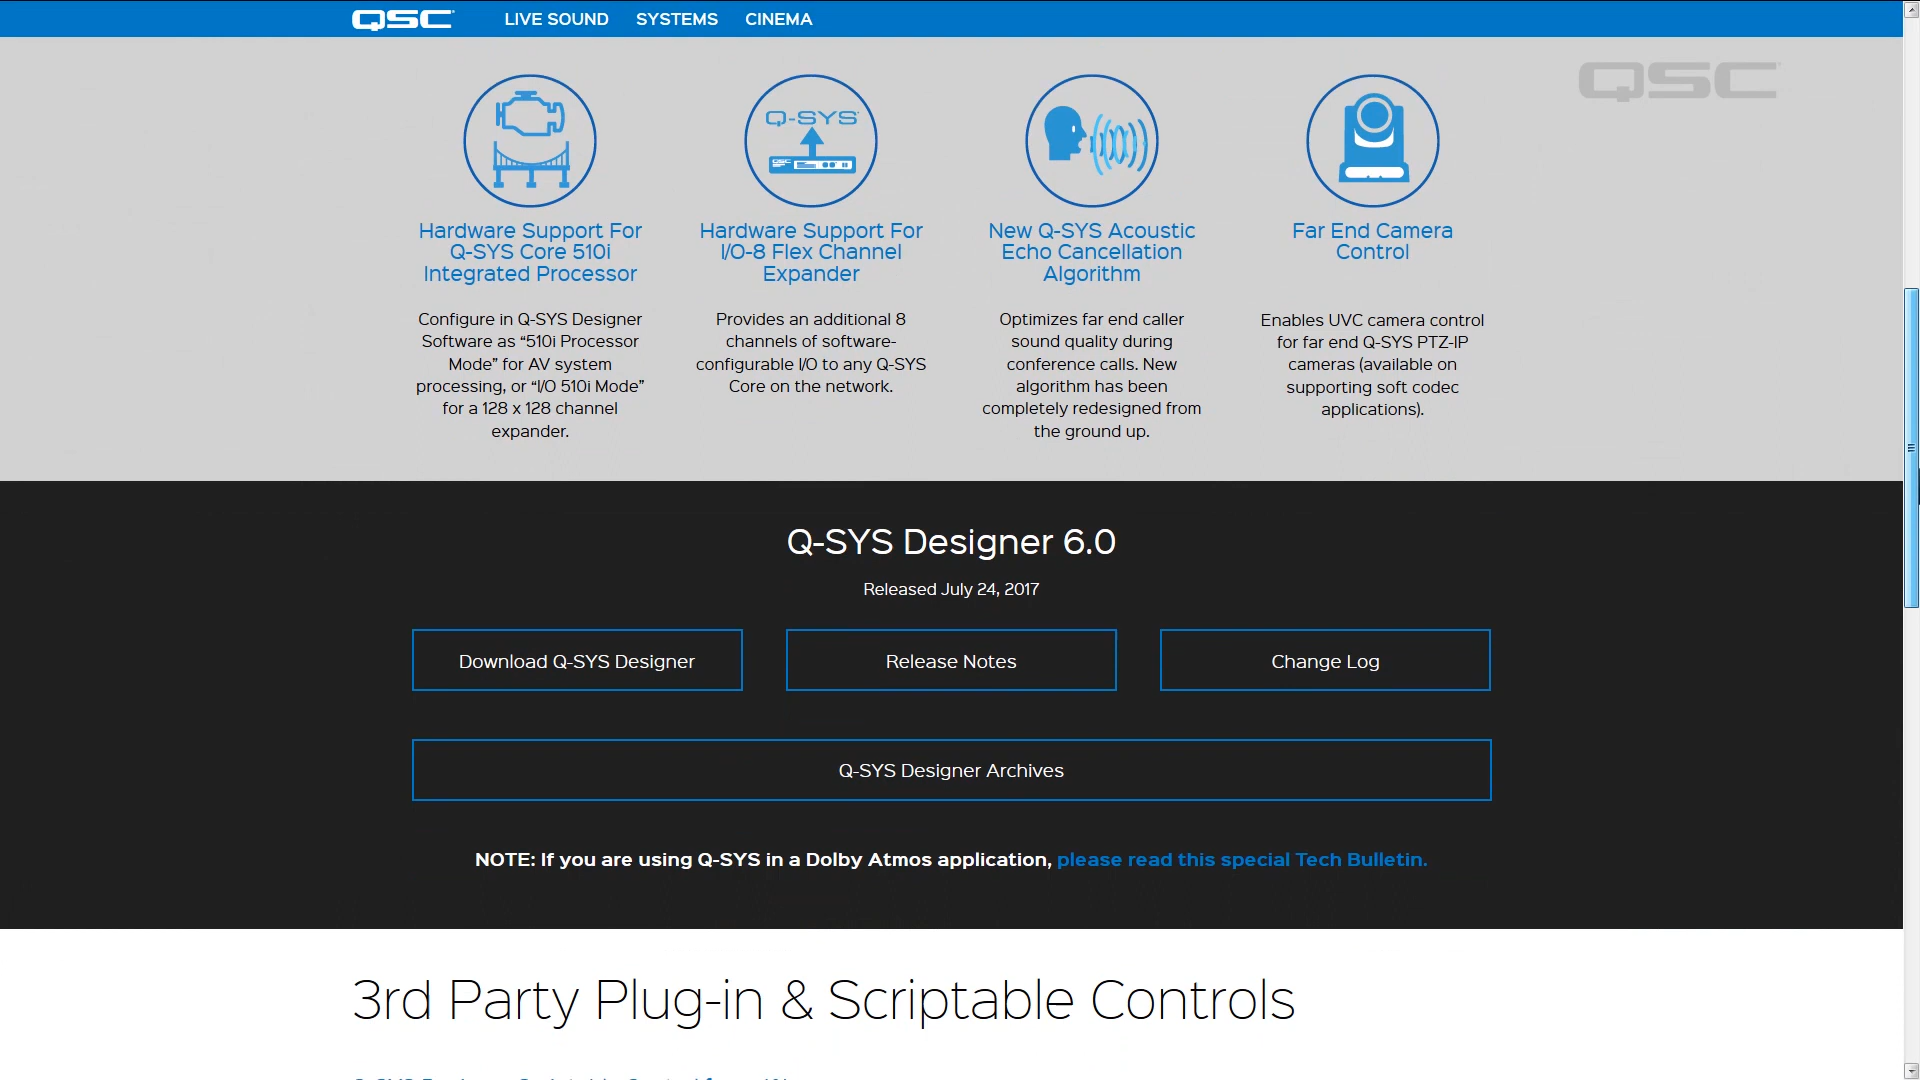 QSC LIVE SOUND SYSTEMS CINEMA
QSC
Q-SYS
QSC
Hardware Support For
Q-SYS Core 510i
Integrated Processor
Configure in Q-SYS Designer
Software as “510i Processor
Mode” for AV system
processing, or “I/O 510i Mode”
for a 128 x 128 channel
expander.
Hardware Support For
I/O-8 Flex Channel
Expander
Provides an additional 8
channels of software-
configurable I/O to any Q-SYS
Core on the network.
New Q-SYS Acoustic
Echo Cancellation
Algorithm
Optimizes far end caller
sound quality during
conference calls. New
algorithm has been
completely redesigned from
the ground up.
Far End Camera
Control
Enables UVC camera control
for far end Q-SYS PTZ-IP
cameras (available on
supporting soft codec
applications).
Q-SYS Designer 6.0
Released July 24, 2017
Download Q-SYS Designer
Release Notes
Change Log
Q-SYS Designer Archives
NOTE: If you are using Q-SYS in a Dolby Atmos application, please read this special Tech Bulletin.
3rd Party Plug-in & Scriptable Controls